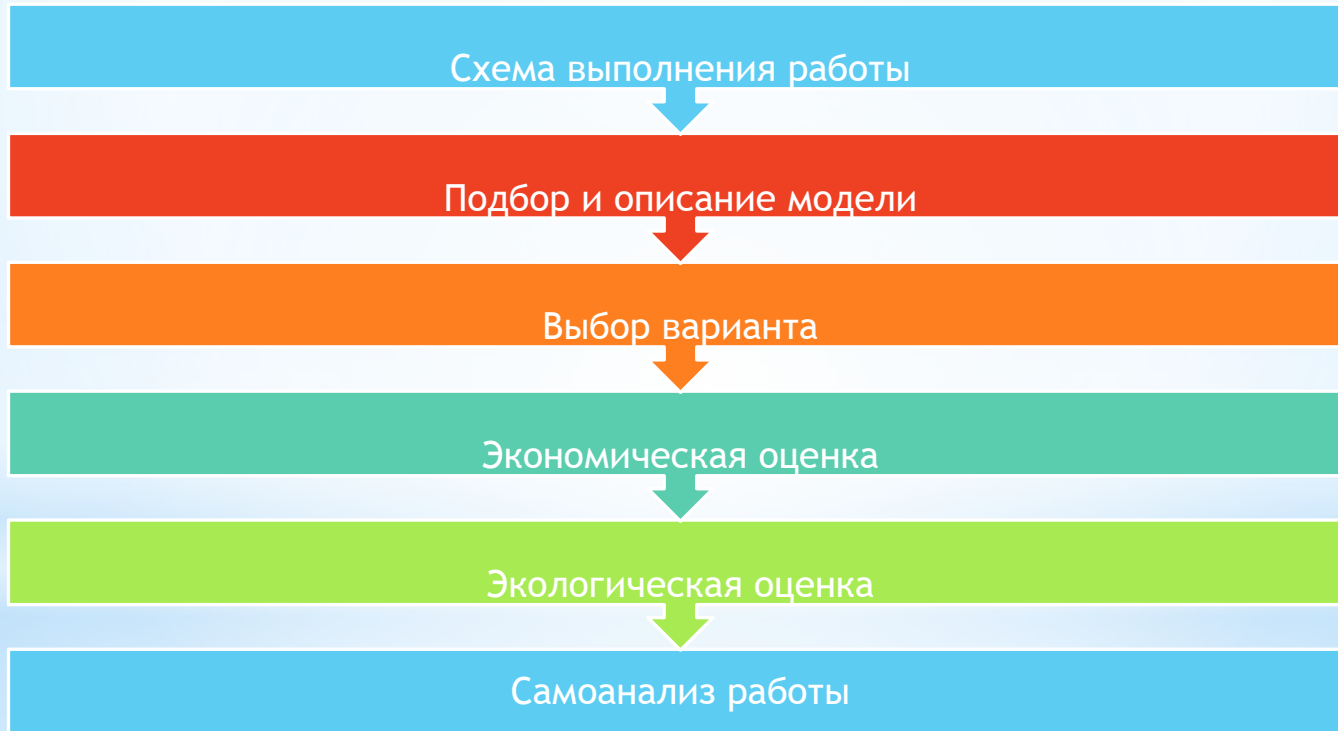 Схема выполнения работы
Подбор и описание модели
Выбор варианта
Экономическая оценка
Экологическая оценка
Самоанализ работы